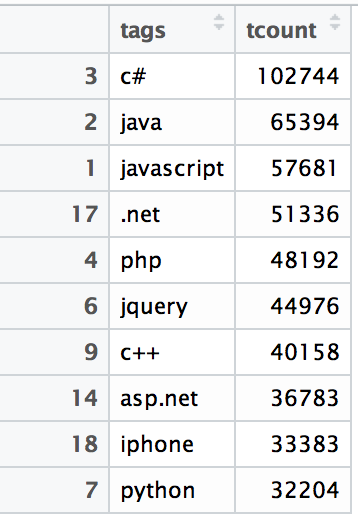 tags tcount
3 c# 102744
2 java 65394
1 javascript 57681
17 .net 51336
4 php 48192
6 jquery 44976
9 c++ 40158
14 asp.net 36783
18 iphone 33383
7 python 32204